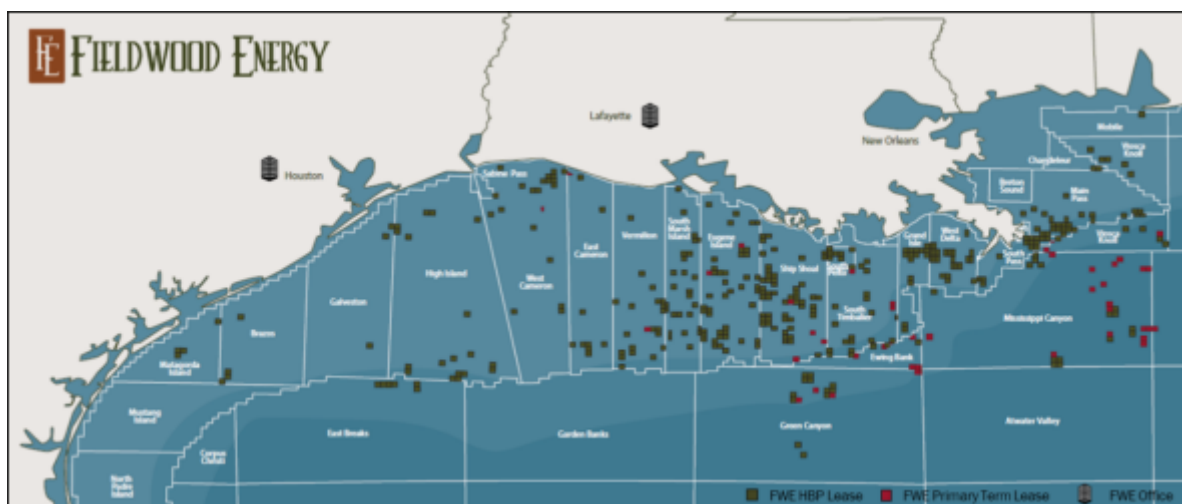 FE FIELDWOOD ENERGY
Lafayette
New Orleans
Houston
Mobile
Viosca
Knoll
Chandeleur
Sabine Pass
Breton
Sound
Main
Pass
South
Marsh
Island
Eugene
Island
Grand
Isle
West
Delta
Viosca
Knoll
East
Cameron
Vermilion
South
Pass
High Island
West
Cameron
Ship Shoal
South
Pelto
Galveston
South
Timbalier
Mississippi Canyon
Brazos
Matagorda
Island
Ewing Bank
Mustang
Island
East Breaks
Garden Banks
Green Canyon
Atwater Valley
Corpus
Christi
North
Padre
Island
FWE HBP Lease
FWE Primary Term Lease
FWE Office